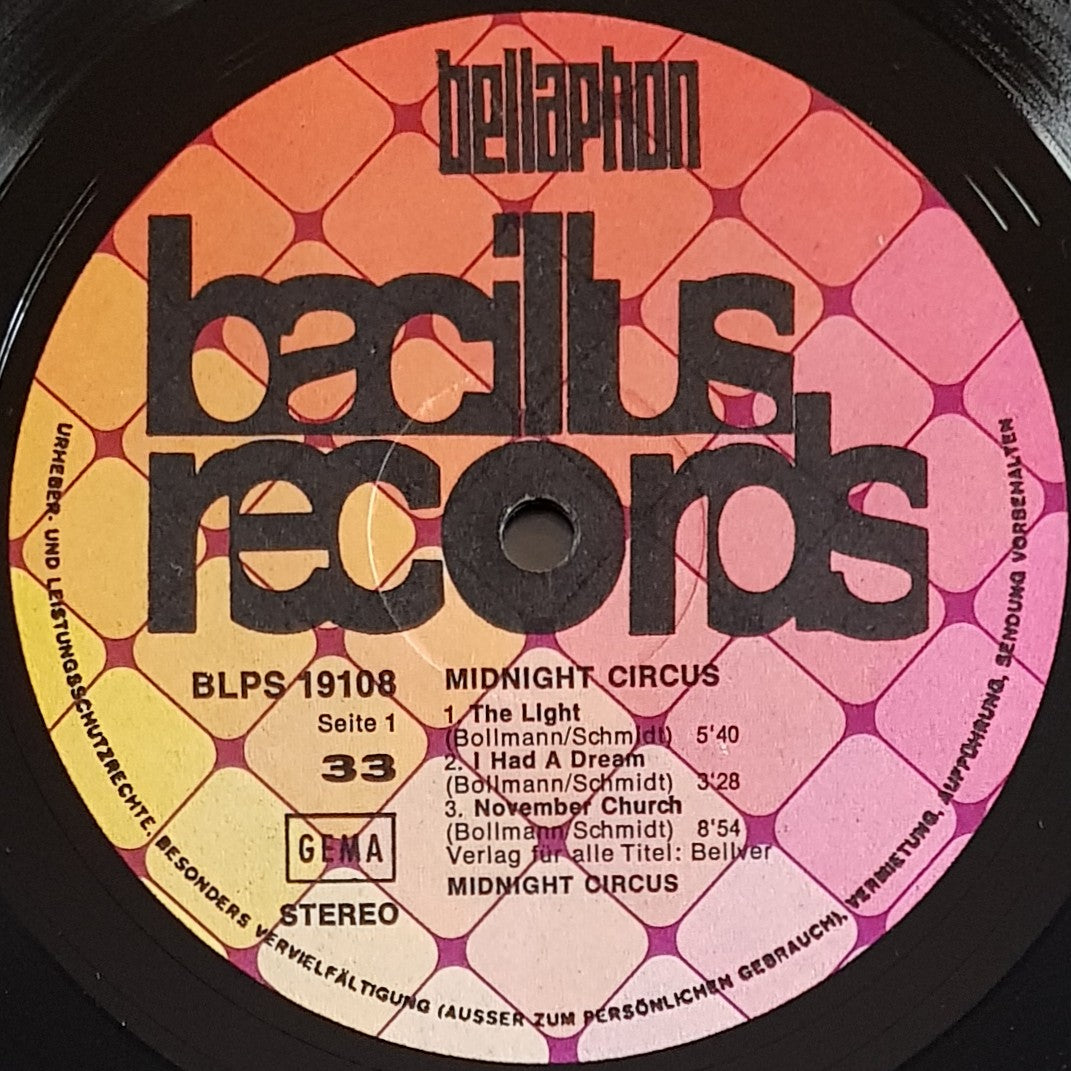 bellaphon
bacillus
records
BLPS 19108
Seite 1
33
GEMA
STEREO
MIDNIGHT CIRCUS
1. The Light
(Bollmann/Schmidt) 5'40
2. I Had A Dream
(Bollmann/Schmidt) 3'28
3. November Church
(Bollmann/Schmidt) 8'54
Verlag für alle Titel: Bellver
MIDNIGHT CIRCUS
URHEBER- UND LEISTUNGSSCHUTZRECHTE, BESONDERS VERVIELFÄLTIGUNG (AUSSER ZUM PERSÖNLICHEN GEBRAUCH), VERMIETUNG, AUFFÜHRUNG, SENDUNG VORBEHALTEN